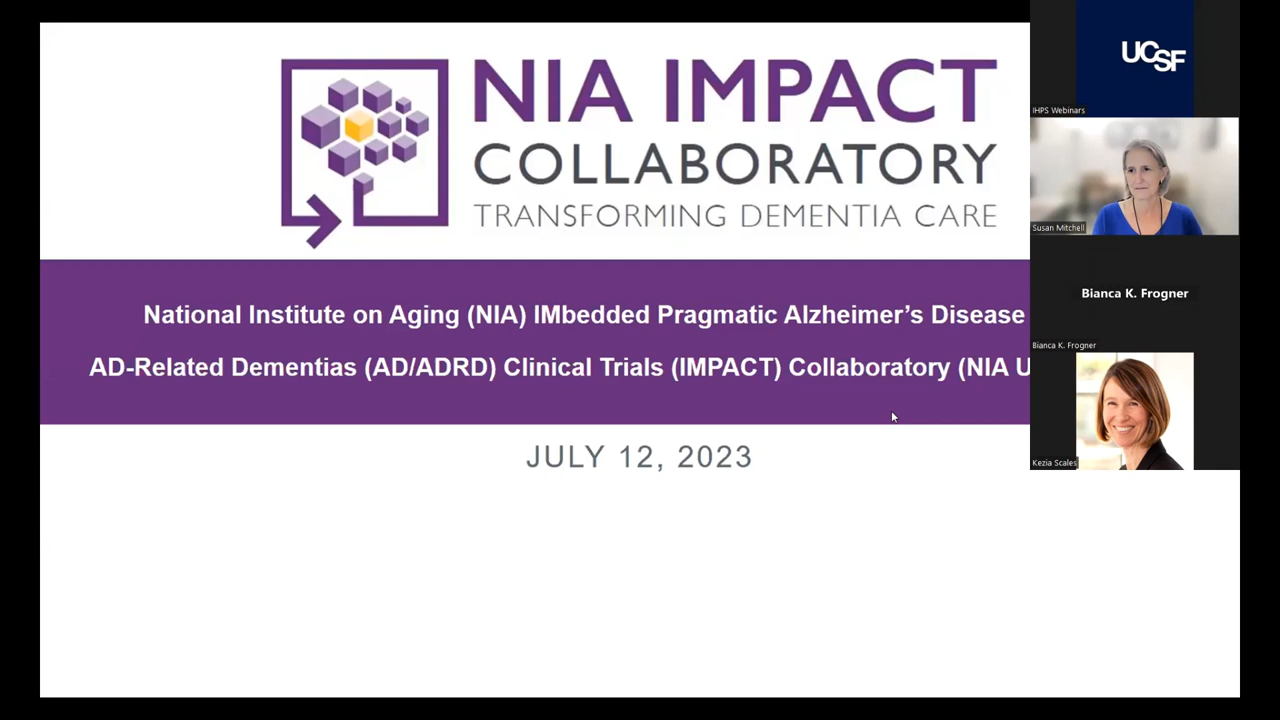 NIA IMPACT
COLLABORATORY
TRANSFORMING DEMENTIA CARE
National Institute on Aging (NIA) IMbedded Pragmatic Alzheimer’s Disease
AD-Related Dementias (AD/ADRD) Clinical Trials (IMPACT) Collaboratory (NIA U
JULY 12, 2023
UCSF
IHPS Webinars
Susan Mitchell
Bianca K. Frogner
Bianca K. Frogner
Kezia Scales